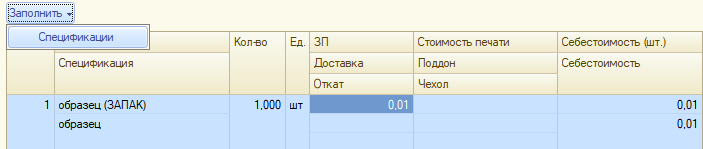 Заполнить
Спецификации
Кол-во Ед. ЗП Стоимость печати Себестоимость (шт.)
Спецификация Доставка Поддон Себестоимость
Откат Чехол
1 образец (ЗАПАК) 1,000 шт 0,01 0,01
образец 0,01